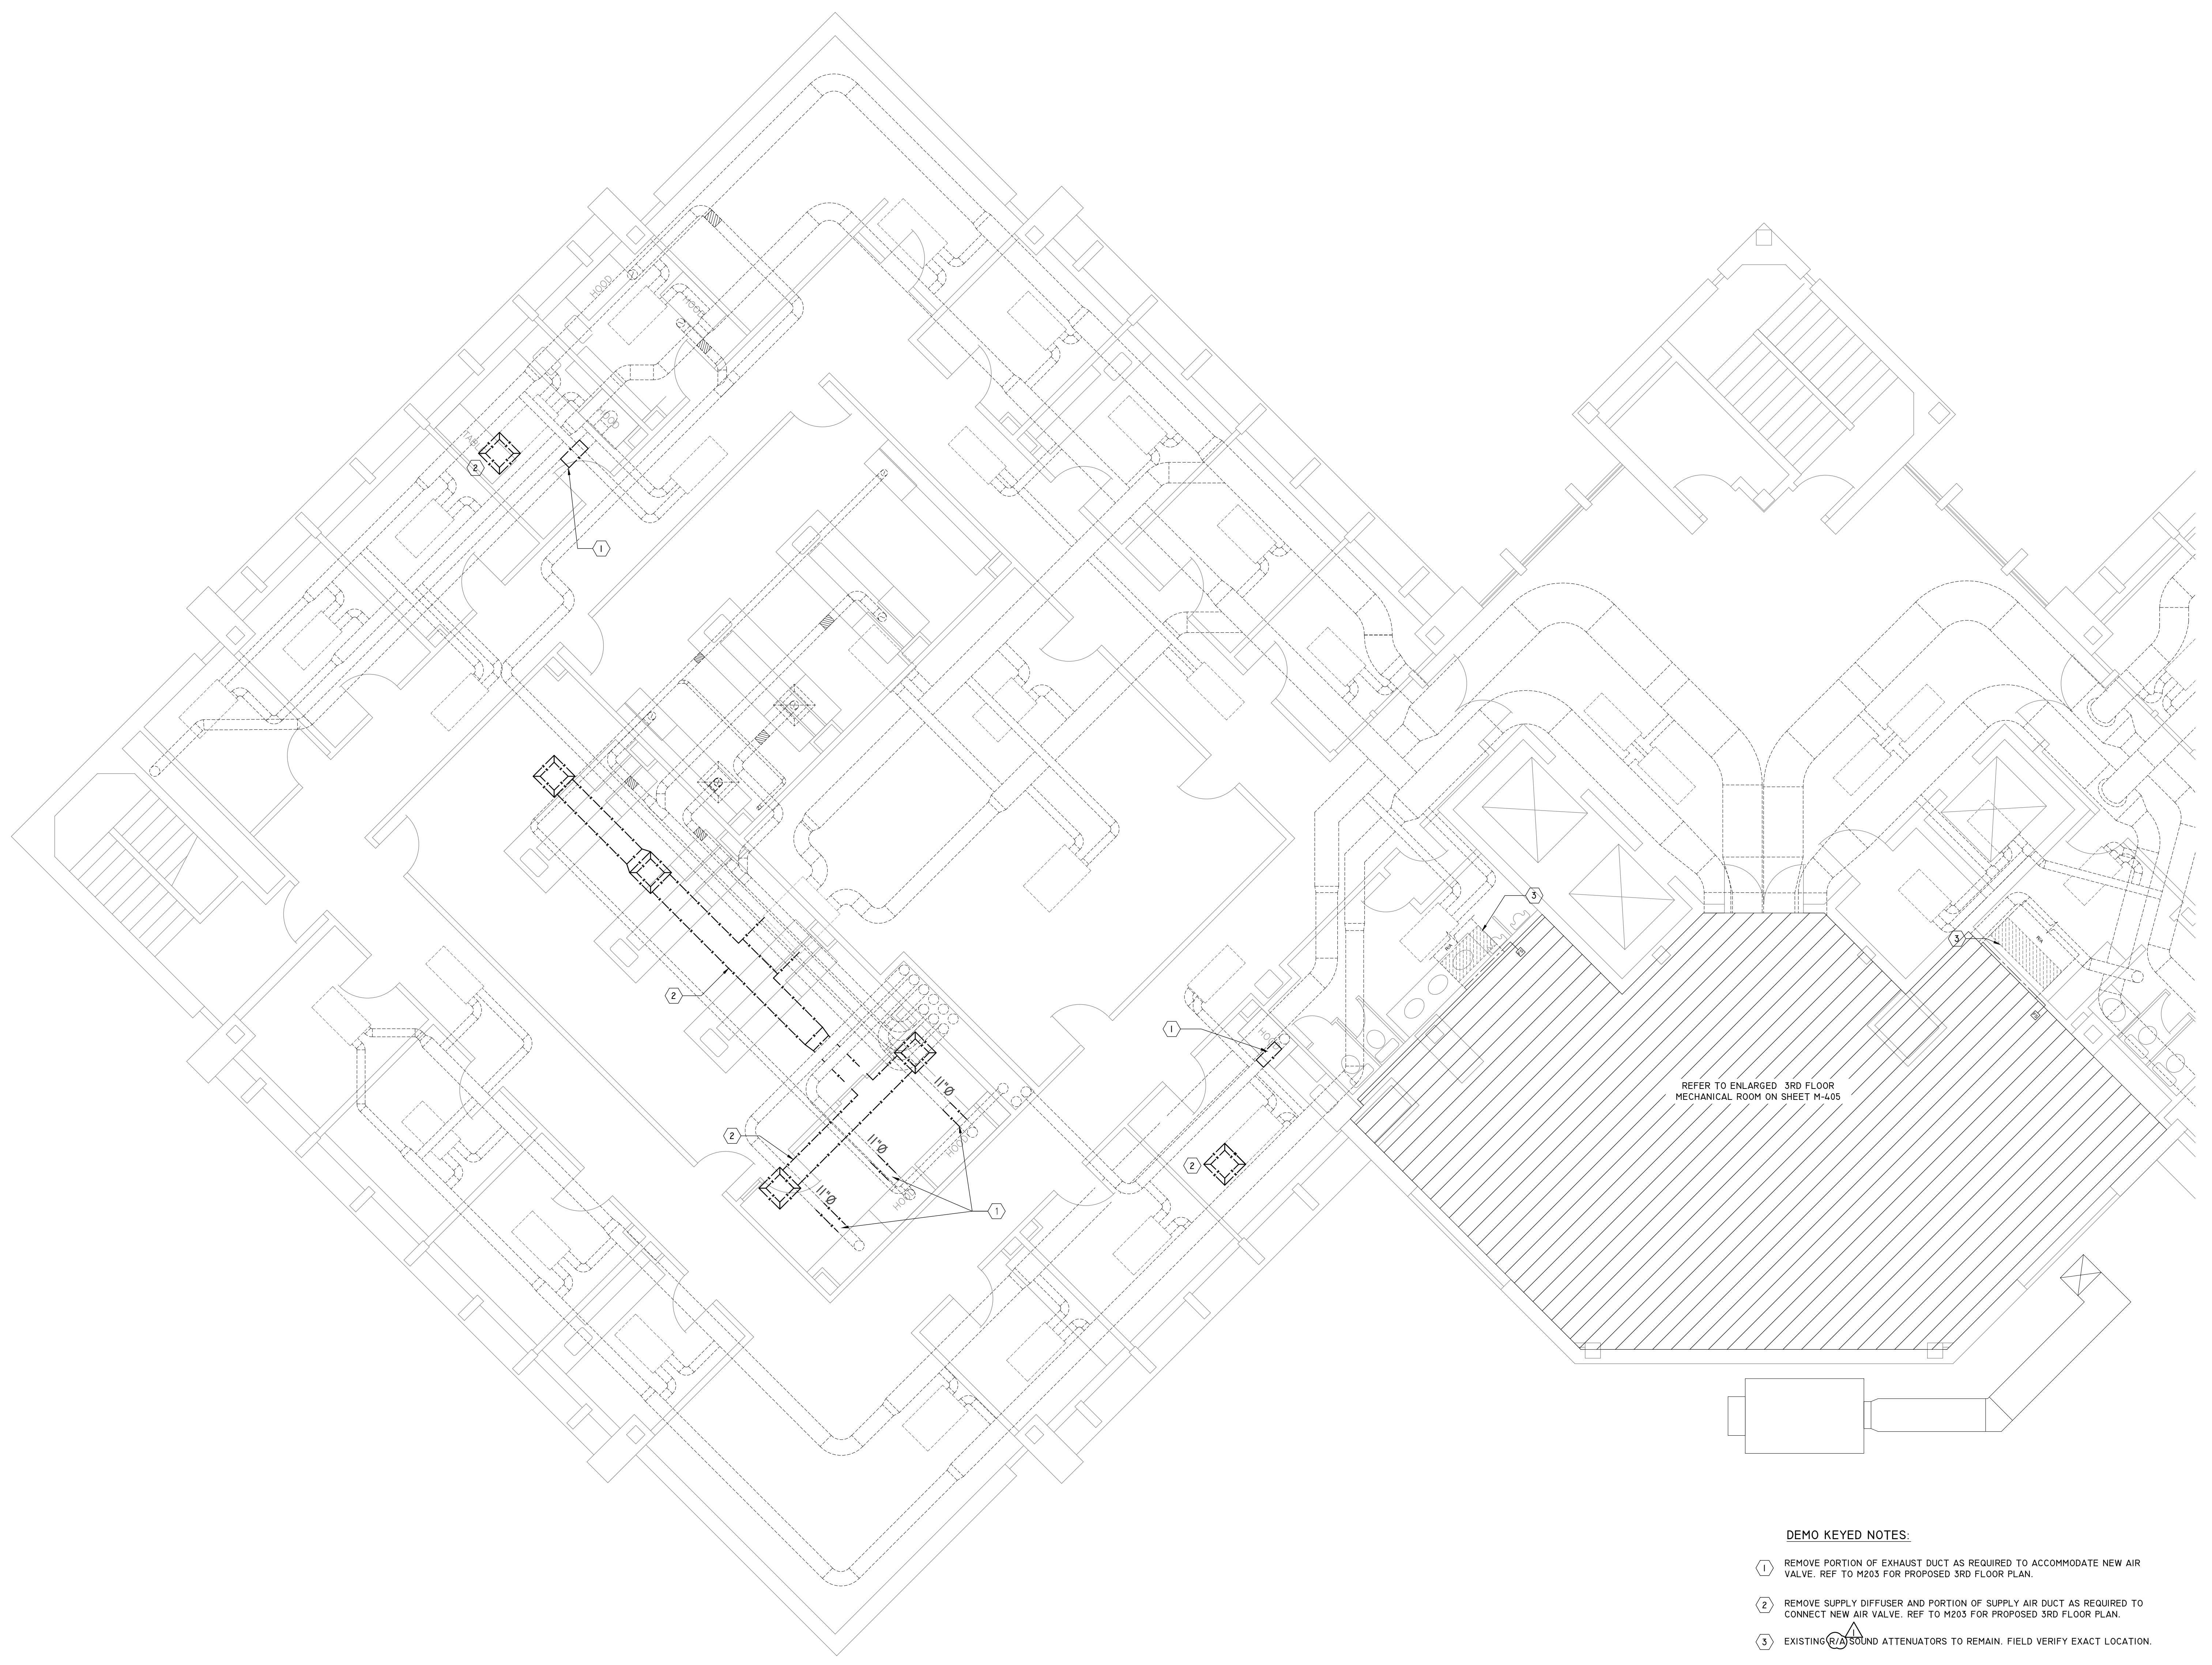 HOOD
HOOD
HOOD
2
1
3
3
2
1
11"Ø
REFER TO ENLARGED 3RD FLOOR
MECHANICAL ROOM ON SHEET M-405
2
11"Ø
HOOD
2
11"Ø
HOOD
1
DEMO KEYED NOTES:
1 REMOVE PORTION OF EXHAUST DUCT AS REQUIRED TO ACCOMMODATE NEW AIR
VALVE. REF TO M203 FOR PROPOSED 3RD FLOOR PLAN.
2 REMOVE SUPPLY DIFFUSER AND PORTION OF SUPPLY AIR DUCT AS REQUIRED TO
CONNECT NEW AIR VALVE. REF TO M203 FOR PROPOSED 3RD FLOOR PLAN.
1
3 EXISTING R/A SOUND ATTENUATORS TO REMAIN. FIELD VERIFY EXACT LOCATION.